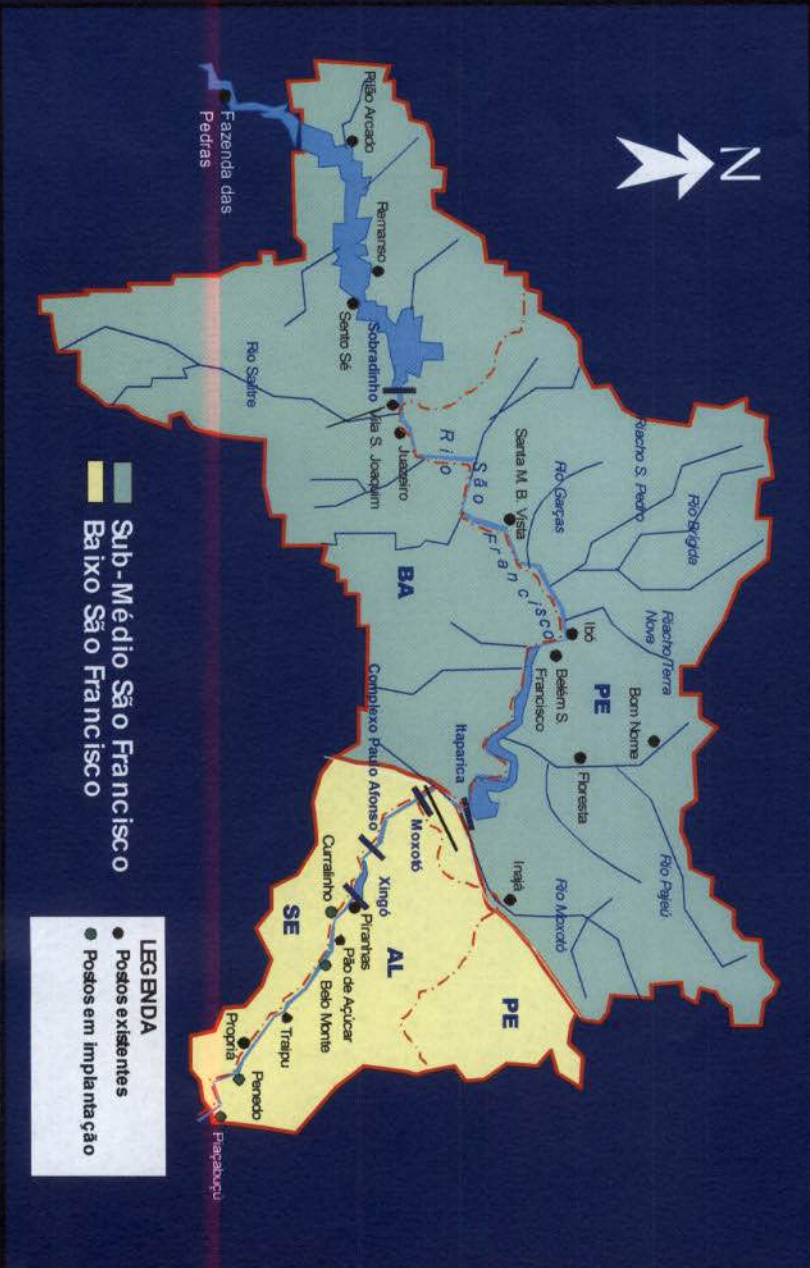 N
Pilão Arcado
Fazenda das
Pedras
Remanso
Sento Sé
Sobradinho
Vila S. Joaquim
Juazeiro
Rio Salitre
Rio
São
Francisco
Santa M. B. Vista
Rio Garças
Riacho S. Pedro
Rio Brígida
Riacho Terra
Nova
Ibó
Belém S.
Francisco
PE
Bom Nome
Floresta
Rio Pajeú
BA
Itaparica
Inajá
Rio Moxotó
Complexo Paulo Afonso
Moxotó
Xingó
Curralinho
Piranhas
Pão de Açúcar
Belo Monte
AL
PE
SE
Traipu
Propriá
Penedo
Piaçabuçú
Sub-Médio São Francisco
Baixo São Francisco
LEGENDA
Postos existentes
Postos em implantação